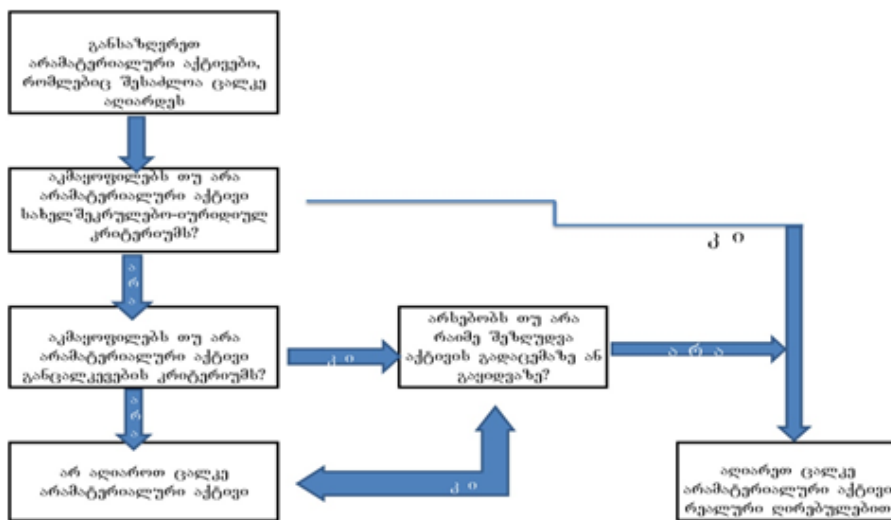 განსაზღვრეთ
არამატერიალური აქტივები,
რომლებიც შესაძლოა ცალკე
აღიარდეს
აკმაყოფილებს თუ არა
არამატერიალური აქტივი
სახელშეკრულებო-იურიდიულ
კრიტერიუმს?
კი
არა
აკმაყოფილებს თუ არა
არამატერიალური აქტივი
განცალკევების კრიტერიუმს?
კი
არსებობს თუ არა
რაიმე შეზღუდვა
აქტივის გადაცემაზე ან
გაყიდვაზე?
არა
არა
არ აღიაროთ ცალკე
არამატერიალური აქტივი
კი
აღიარეთ ცალკე
არამატერიალური აქტივი
რეალური ღირებულებით